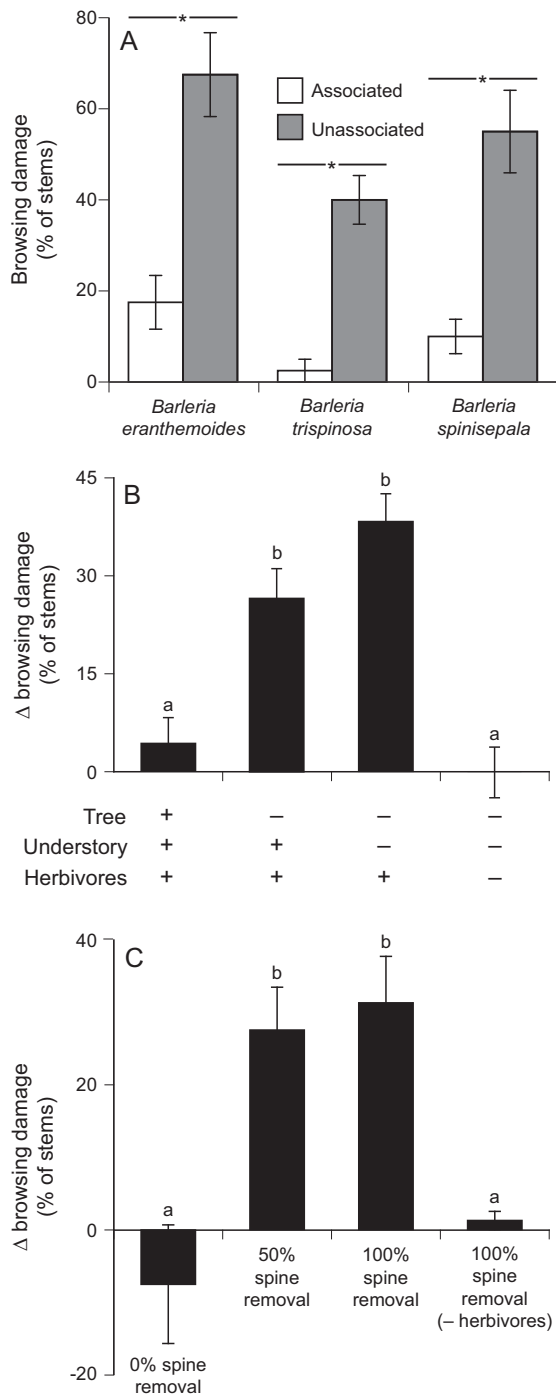 A
Browsing damage
(% of stems)
80
60
40
20
0
*
*
*
Associated
Unassociated
Barleria
eranthemoides
Barleria
trispinosa
Barleria
spinisepala
B
Δ browsing damage
(% of stems)
45
30
15
0
a
b
b
a
Tree + – – –
Understory + + – –
Herbivores + + + –
C
Δ browsing damage
(% of stems)
40
20
0
-20
a
b
b
a
0% spine
removal
50%
spine
removal
100%
spine
removal
100%
spine
removal
(– herbivores)